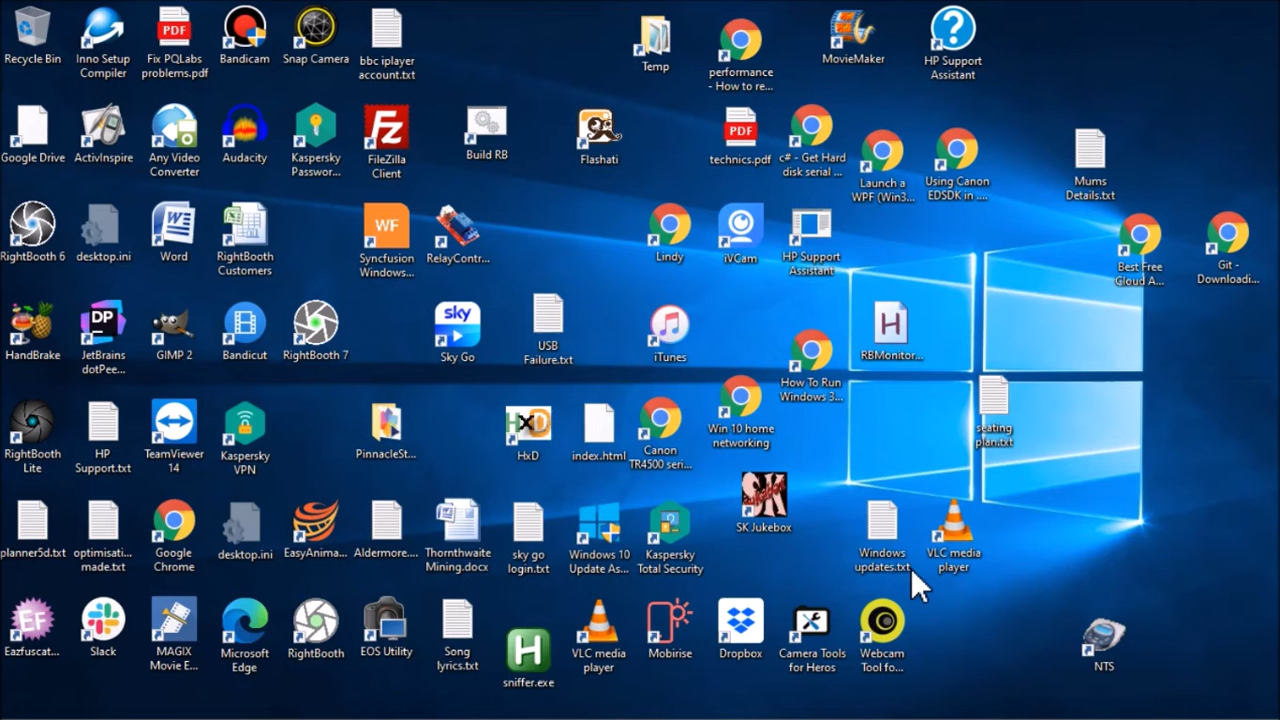 Recycle Bin
Inno Setup
Compiler
PDF
Fix PQLabs
problems.pdf
Bandicam
Snap Camera
bbc iplayer
account.txt
Temp
performance
- How to re...
MovieMaker
?
HP Support
Assistant
Google Drive
ActivInspire
Any Video
Converter
Audacity
Kaspersky
Passwor...
Fz
FileZilla
Client
Build RB
Flashati
PDF
technics.pdf
c# - Get Hard
disk serial ...
Launch a
WPF (Win3...
Using Canon
EDSDK in ....
Mums
Details.txt
RightBooth 6
desktop.ini
W
Word
RightBooth
Customers
WF
Syncfusion
Windows...
RelayContr...
Lindy
iVCam
HP Support
Assistant
Best Free
Cloud A...
Git -
Downloadi...
HandBrake
DP
JetBrains
dotPee...
GIMP 2
Bandicut
RightBooth 7
sky
Sky Go
USB
Failure.txt
iTunes
How To Run
Windows 3...
H
RBMonitor...
RightBooth
Lite
HP
Support.txt
TeamViewer
14
Kaspersky
VPN
PinnacleSt...
HxD
HxD
index.html
Canon
TR4500 seri...
Win 10 home
networking
seating
plan.txt
planner5d.txt
optimisati...
made.txt
Google
Chrome
desktop.ini
EasyAnima...
Aldermore....
Thornthwaite
Mining.docx
sky go
login.txt
Windows 10
Update As...
Kaspersky
Total Security
SK Jukebox
Windows
updates.txt
VLC media
player
EF
Eazfuscat...
Slack
MAGIX
Movie E...
Microsoft
Edge
RightBooth
EOS Utility
Song
lyrics.txt
H
sniffer.exe
VLC media
player
Mobirise
Dropbox
Camera Tools
for Heros
Webcam
Tool fo...
NTS